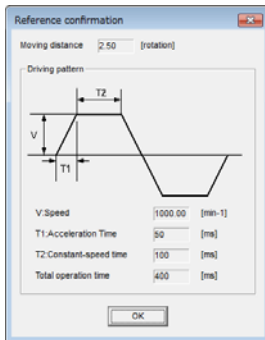 Reference confirmation
Moving distance 2.50 [rotation]
Driving pattern
T2
V
T1
V:Speed 1000.00 [min-1]
T1:Acceleration Time 50 [ms]
T2:Constant-speed time 100 [ms]
Total operation time 400 [ms]
OK